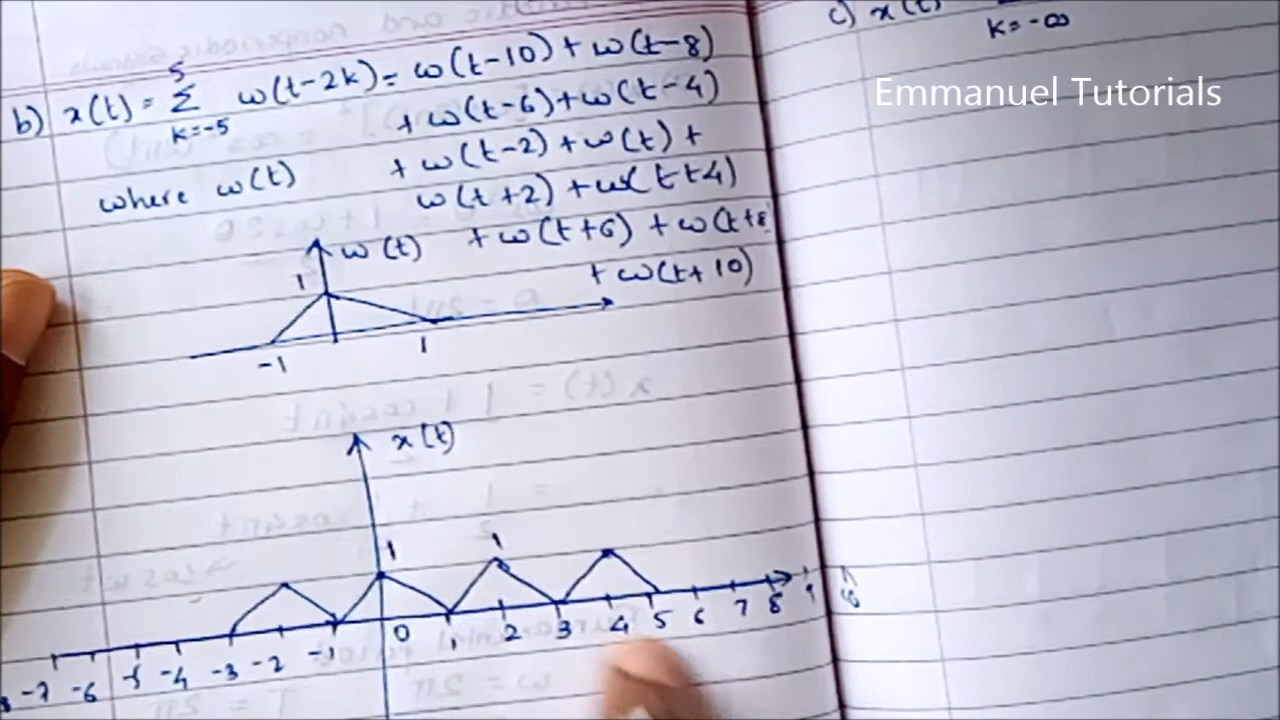 b) x(t) = Σ w(t-2k) = w(t-10) + w(t-8)
5
k=-5
+ w(t-6) + w(t-4)
+ w(t-2) + w(t) +
where w(t)
w(t+2) + w(t+4)
+ w(t+6) + w(t+8
+ w(t+10)
w(t)
1
-1 1
x(t)
1 1
-7 -6 -5 -4 -3 -2 -1 0 1 2 3 4 5 6 7 8 9
c) x(t)
k=-∞
Emmanuel Tutorials